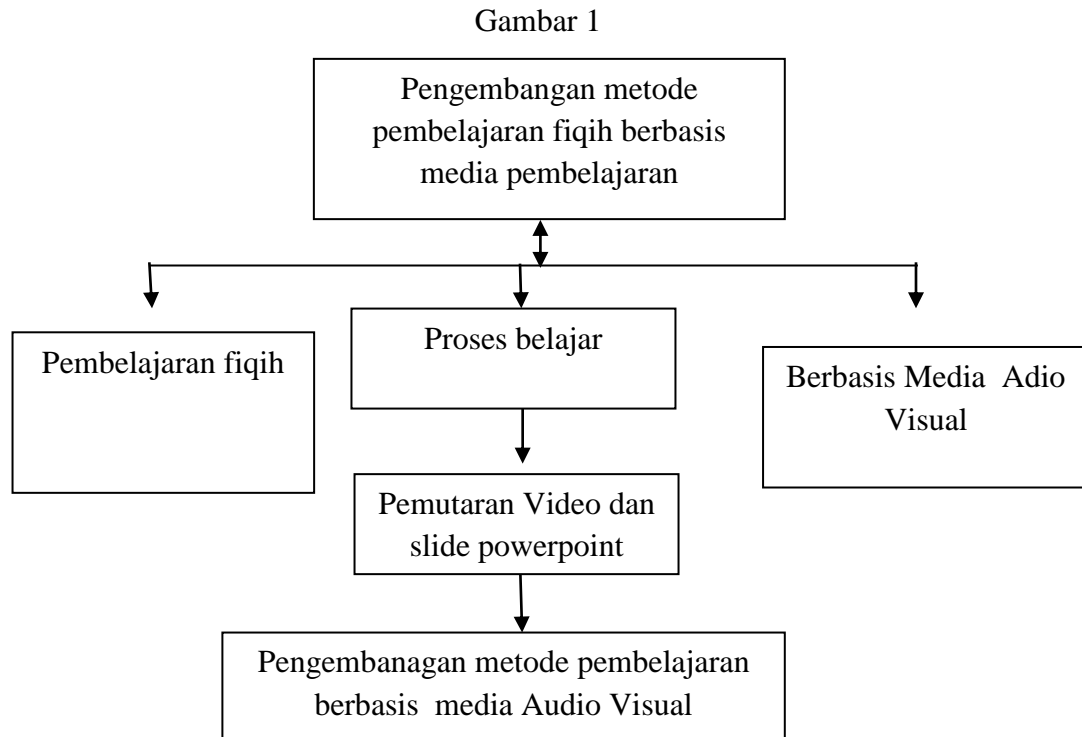 Gambar 1
Pengembangan metode
pembelajaran fiqih berbasis
media pembelajaran
Pembelajaran fiqih
Proses belajar
Berbasis Media  Adio
Visual
Pemutaran Video dan
slide powerpoint
Pengembanagan metode pembelajaran
berbasis  media Audio Visual